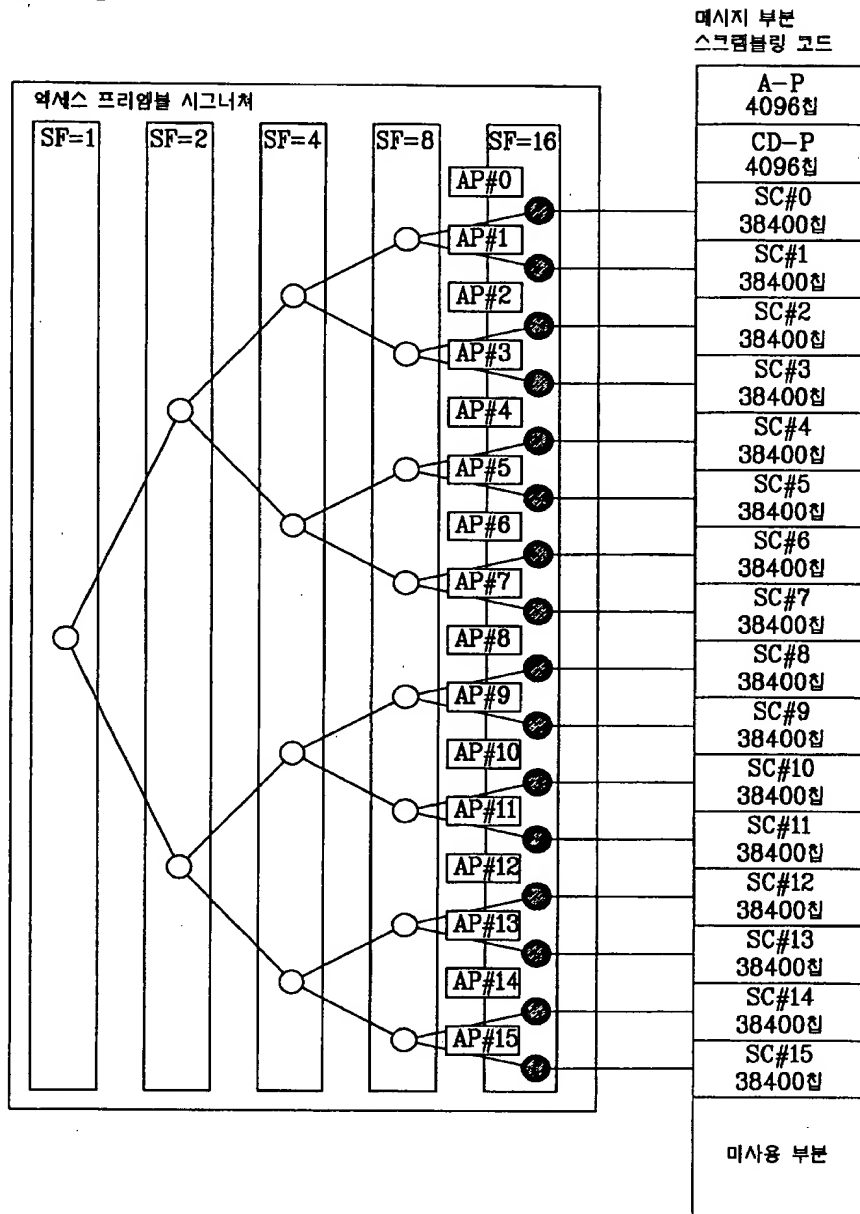 메시지 부분
스크램블링 코드
액세스 프리앰블 시그너쳐
SF=1
SF=2
SF=4
SF=8
SF=16
AP#0
AP#1
AP#2
AP#3
AP#4
AP#5
AP#6
AP#7
AP#8
AP#9
AP#10
AP#11
AP#12
AP#13
AP#14
AP#15
A-P
4096칩
CD-P
4096칩
SC#0
38400칩
SC#1
38400칩
SC#2
38400칩
SC#3
38400칩
SC#4
38400칩
SC#5
38400칩
SC#6
38400칩
SC#7
38400칩
SC#8
38400칩
SC#9
38400칩
SC#10
38400칩
SC#11
38400칩
SC#12
38400칩
SC#13
38400칩
SC#14
38400칩
SC#15
38400칩
미사용 부분